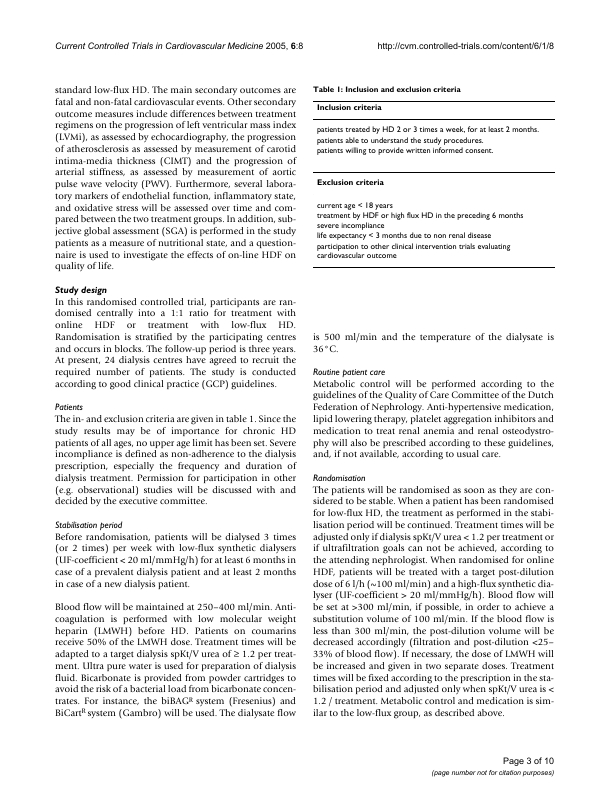 Current Controlled Trials in Cardiovascular Medicine 2005, 6:8
http://cvm.controlled-trials.com/content/6/1/8
standard low-flux HD. The main secondary outcomes are
fatal and non-fatal cardiovascular events. Other secondary
outcome measures include differences between treatment
regimens on the progression of left ventricular mass index
(LVMi), as assessed by echocardiography, the progression
of atherosclerosis as assessed by measurement of carotid
intima-media thickness (CIMT) and the progression of
arterial stiffness, as assessed by measurement of aortic
pulse wave velocity (PWV). Furthermore, several labora-
tory markers of endothelial function, inflammatory state,
and oxidative stress will be assessed over time and com-
pared between the two treatment groups. In addition, sub-
jective global assessment (SGA) is performed in the study
patients as a measure of nutritional state, and a question-
naire is used to investigate the effects of on-line HDF on
quality of life.
Study design
In this randomised controlled trial, participants are ran-
domised centrally into a 1:1 ratio for treatment with
online HDF or treatment with low-flux HD.
Randomisation is stratified by the participating centres
and occurs in blocks. The follow-up period is three years.
At present, 24 dialysis centres have agreed to recruit the
required number of patients. The study is conducted
according to good clinical practice (GCP) guidelines.
Patients
The in- and exclusion criteria are given in table 1. Since the
study results may be of importance for chronic HD
patients of all ages, no upper age limit has been set. Severe
incompliance is defined as non-adherence to the dialysis
prescription, especially the frequency and duration of
dialysis treatment. Permission for participation in other
(e.g. observational) studies will be discussed with and
decided by the executive committee.
Stabilisation period
Before randomisation, patients will be dialysed 3 times
(or 2 times) per week with low-flux synthetic dialysers
(UF-coefficient < 20 ml/mmHg/h) for at least 6 months in
case of a prevalent dialysis patient and at least 2 months
in case of a new dialysis patient.
Blood flow will be maintained at 250–400 ml/min. Anti-
coagulation is performed with low molecular weight
heparin (LMWH) before HD. Patients on coumarins
receive 50% of the LMWH dose. Treatment times will be
adapted to a target dialysis spKt/V urea of ≥ 1.2 per treat-
ment. Ultra pure water is used for preparation of dialysis
fluid. Bicarbonate is provided from powder cartridges to
avoid the risk of a bacterial load from bicarbonate concen-
trates. For instance, the biBAGR system (Fresenius) and
BiCartR system (Gambro) will be used. The dialysate flow
Table 1: Inclusion and exclusion criteria
Inclusion criteria
patients treated by HD 2 or 3 times a week, for at least 2 months.
patients able to understand the study procedures.
patients willing to provide written informed consent.
Exclusion criteria
current age < 18 years
treatment by HDF or high flux HD in the preceding 6 months
severe incompliance
life expectancy < 3 months due to non renal disease
participation to other clinical intervention trials evaluating
cardiovascular outcome
is 500 ml/min and the temperature of the dialysate is
36°C.
Routine patient care
Metabolic control will be performed according to the
guidelines of the Quality of Care Committee of the Dutch
Federation of Nephrology. Anti-hypertensive medication,
lipid lowering therapy, platelet aggregation inhibitors and
medication to treat renal anemia and renal osteodystro-
phy will also be prescribed according to these guidelines,
and, if not available, according to usual care.
Randomisation
The patients will be randomised as soon as they are con-
sidered to be stable. When a patient has been randomised
for low-flux HD, the treatment as performed in the stabi-
lisation period will be continued. Treatment times will be
adjusted only if dialysis spKt/V urea < 1.2 per treatment or
if ultrafiltration goals can not be achieved, according to
the attending nephrologist. When randomised for online
HDF, patients will be treated with a target post-dilution
dose of 6 l/h (~100 ml/min) and a high-flux synthetic dia-
lyser (UF-coefficient > 20 ml/mmHg/h). Blood flow will
be set at >300 ml/min, if possible, in order to achieve a
substitution volume of 100 ml/min. If the blood flow is
less than 300 ml/min, the post-dilution volume will be
decreased accordingly (filtration and post-dilution <25–
33% of blood flow). If necessary, the dose of LMWH will
be increased and given in two separate doses. Treatment
times will be fixed according to the prescription in the sta-
bilisation period and adjusted only when spKt/V urea is <
1.2 / treatment. Metabolic control and medication is sim-
ilar to the low-flux group, as described above.
Page 3 of 10
(page number not for citation purposes)